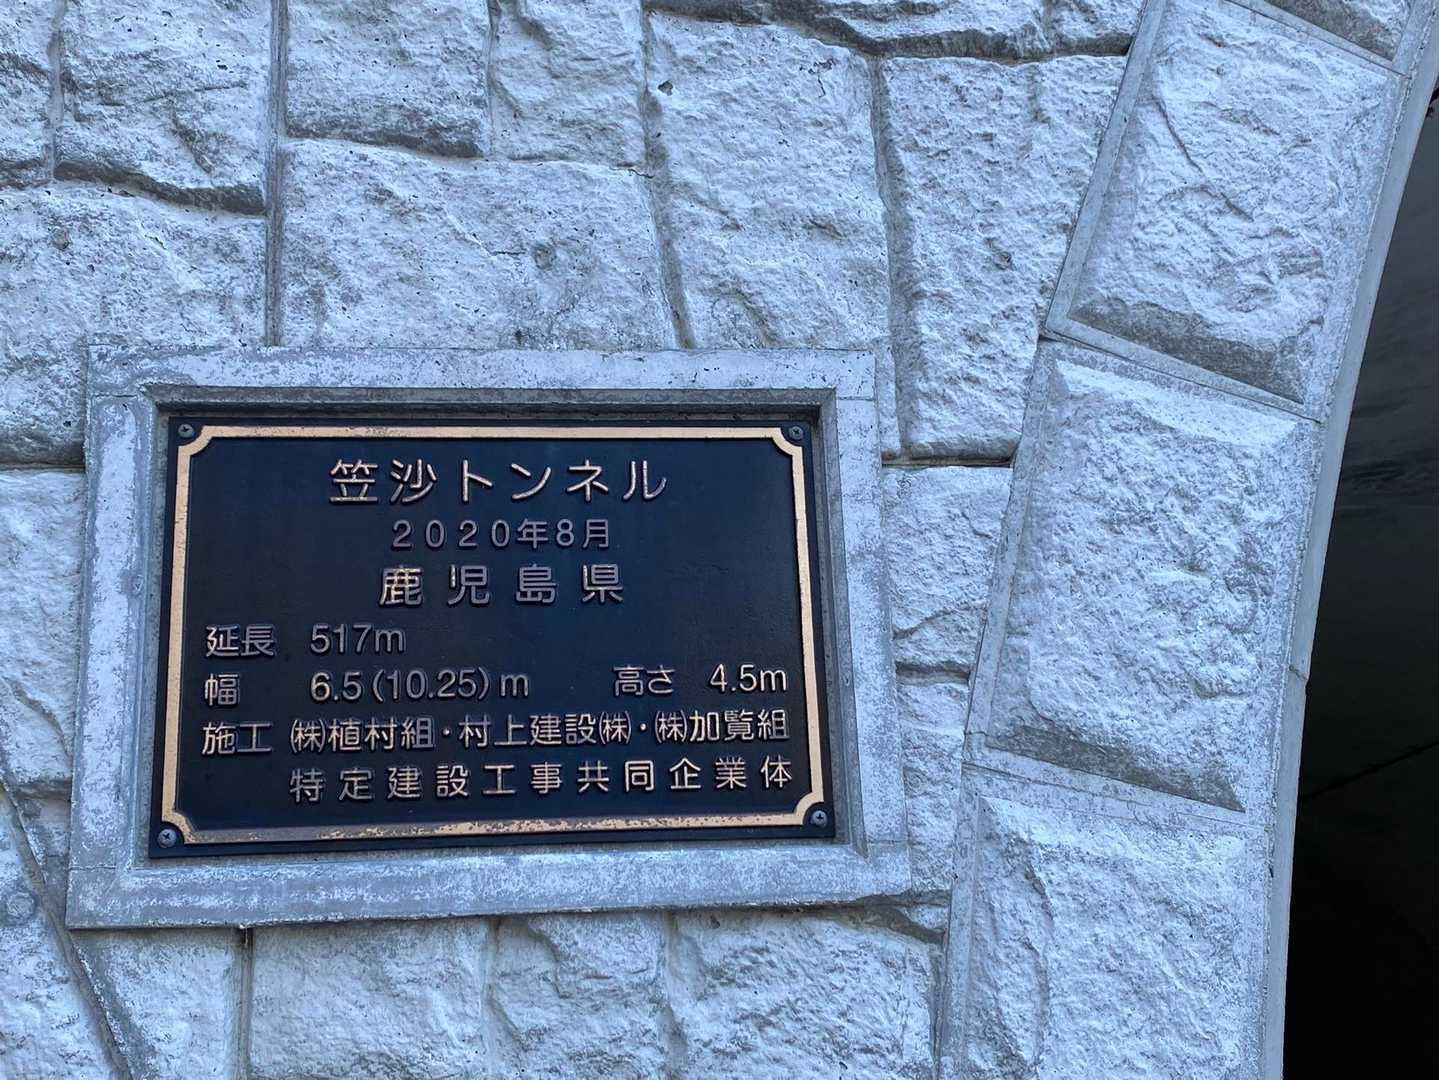 笠沙トンネル
2020年8月
鹿児島県
延長 517m
幅 6.5(10.25)m 高さ 4.5m
施工 ㈱植村組・村上建設㈱・㈱加覧組
特定建設工事共同企業体